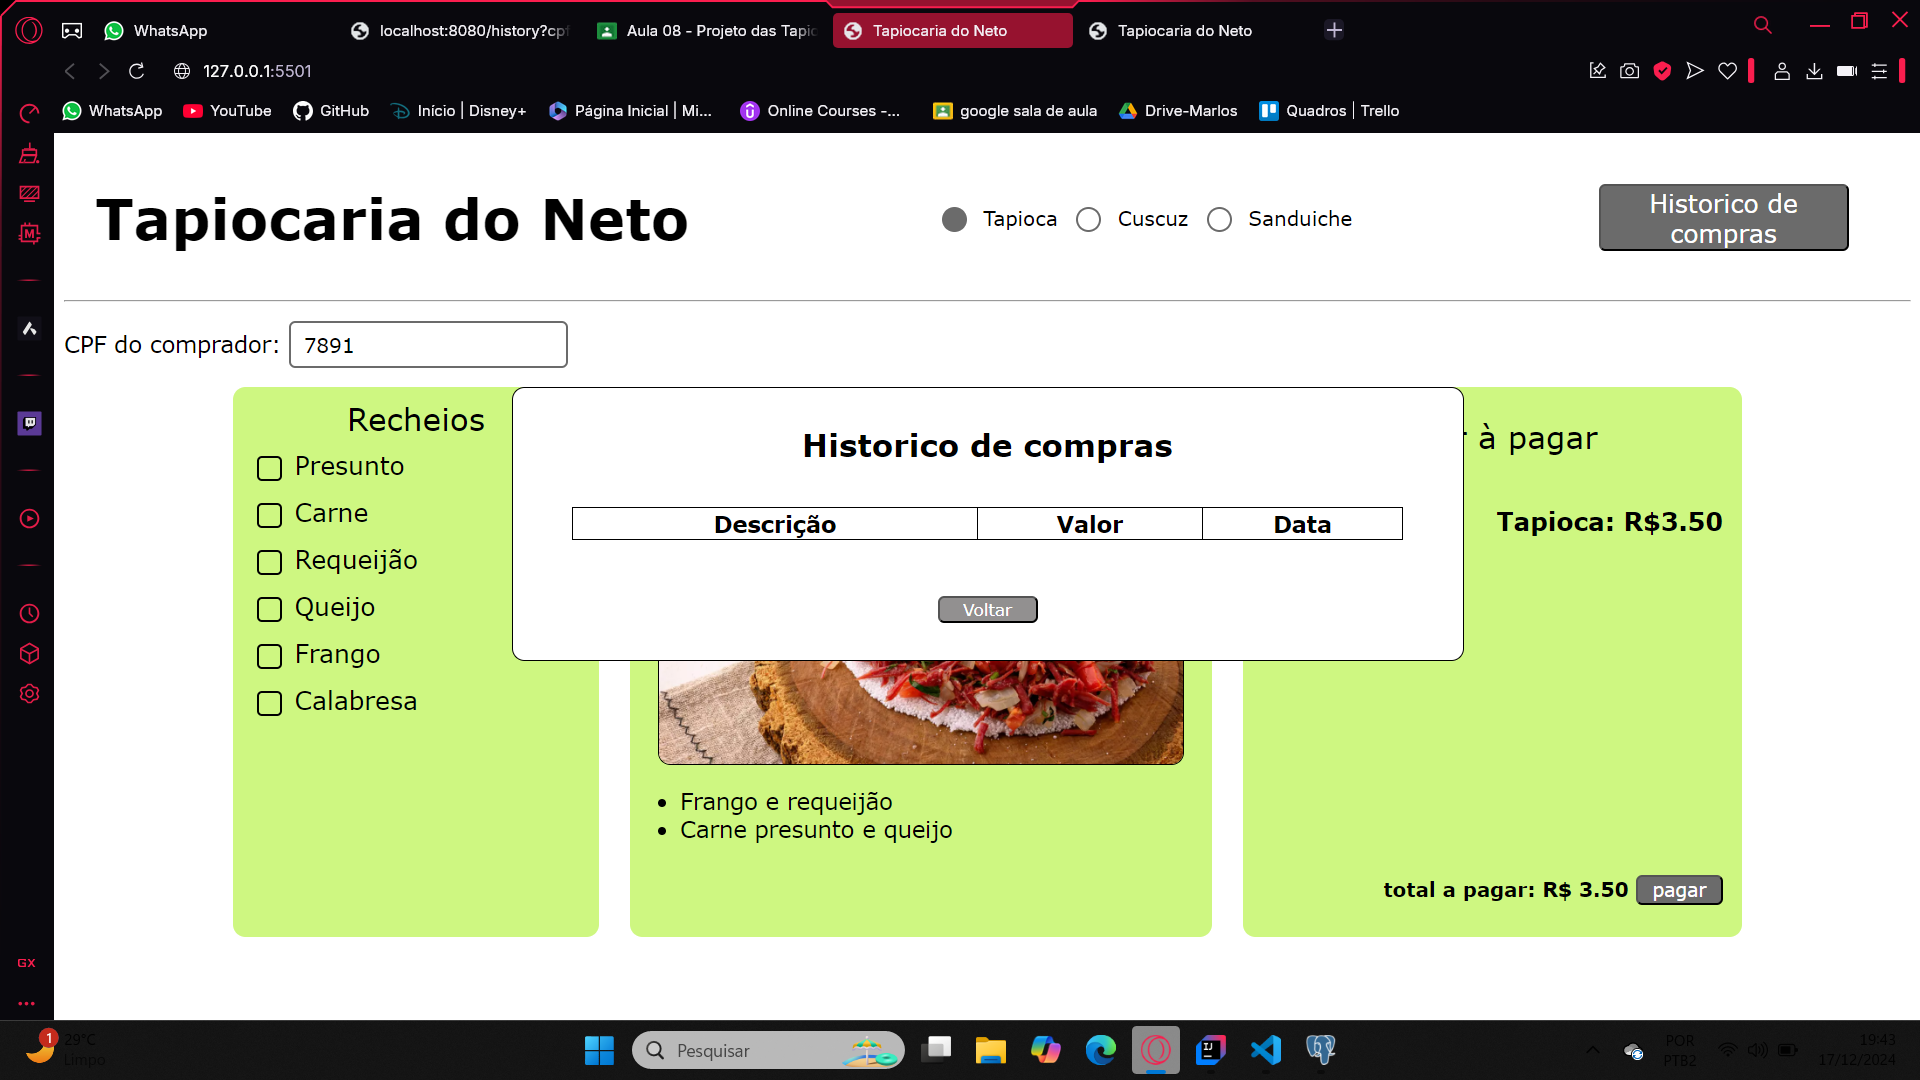 WhatsApp
localhost:8080/history?cpf
Aula 08 - Projeto das Tapic
Tapiocaria do Neto
Tapiocaria do Neto
127.0.0.1:5501
WhatsApp
YouTube
GitHub
Início | Disney+
Página Inicial | Mi...
Online Courses -...
google sala de aula
Drive-Marlos
Quadros | Trello
Tapiocaria do Neto
Tapioca
Cuscuz
Sanduiche
Historico de
compras
CPF do comprador:
7891
Recheios
Presunto
Carne
Requeijão
Queijo
Frango
Calabresa
Historico de compras
Descrição Valor Data
Voltar
Frango e requeijão
Carne presunto e queijo
r à pagar
Tapioca: R$3.50
total a pagar: R$ 3.50
pagar
GX
1
29°C
Limpo
Pesquisar
POR
PTB2
19:43
17/12/2024